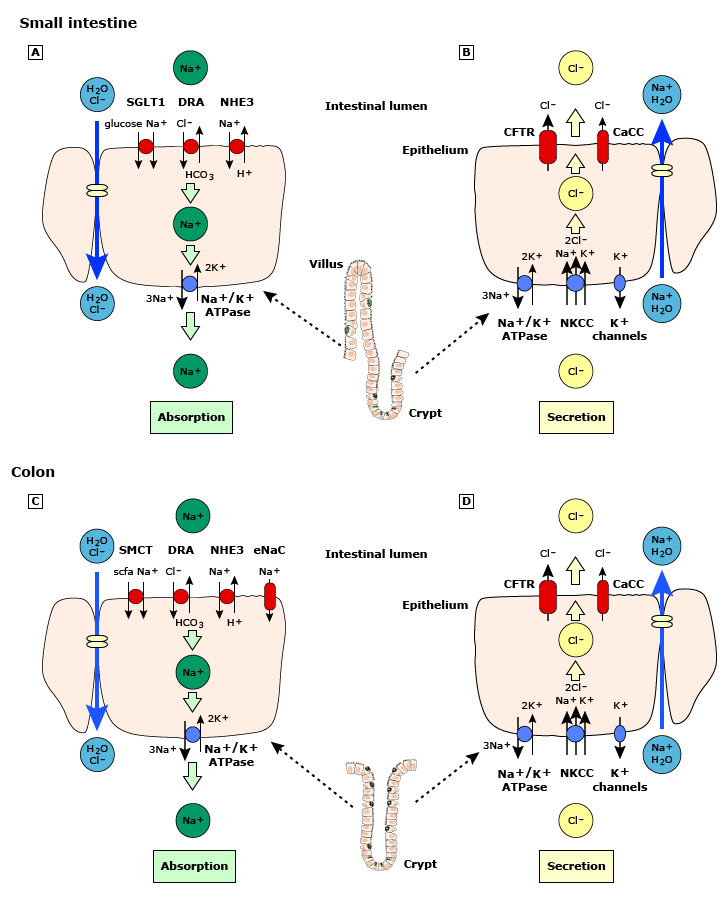 Small intestine
A
H₂O
Cl⁻
Na⁺
SGLT1
DRA
NHE3
glucose Na⁺
Cl⁻
Na⁺
HCO₃
H⁺
Na⁺
2K⁺
3Na⁺
Na⁺/K⁺
ATPase
H₂O
Cl⁻
Na⁺
Absorption
Intestinal lumen
Epithelium
Villus
Crypt
B
Cl⁻
Na⁺
H₂O
Cl⁻
Cl⁻
CFTR
CaCC
Cl⁻
2Cl⁻
2K⁺
Na⁺ K⁺
K⁺
3Na⁺
Na⁺/K⁺
ATPase
NKCC
K⁺
channels
Na⁺
H₂O
Cl⁻
Secretion
Colon
C
H₂O
Cl⁻
Na⁺
SMCT
DRA
NHE3
eNaC
scfa Na⁺
Cl⁻
Na⁺
Na⁺
HCO₃
H⁺
Na⁺
2K⁺
3Na⁺
Na⁺/K⁺
ATPase
H₂O
Cl⁻
Na⁺
Absorption
Intestinal lumen
Epithelium
Crypt
D
Cl⁻
Na⁺
H₂O
Cl⁻
Cl⁻
CFTR
CaCC
Cl⁻
2Cl⁻
2K⁺
Na⁺ K⁺
K⁺
3Na⁺
Na⁺/K⁺
ATPase
NKCC
K⁺
channels
Na⁺
H₂O
Cl⁻
Secretion